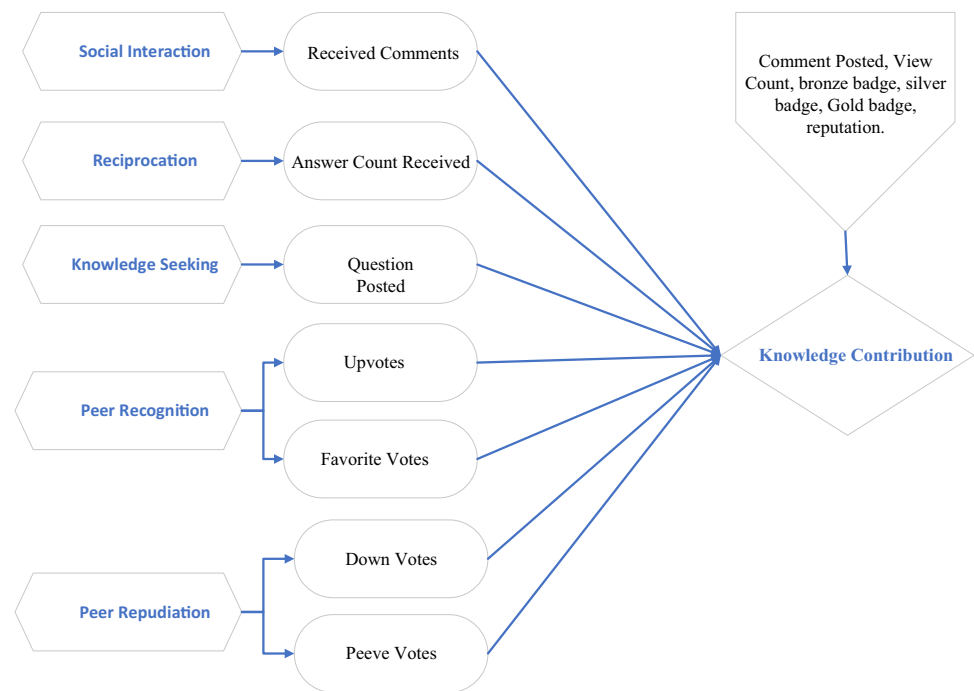 Social Interaction
Received Comments
Comment Posted, View
Count, bronze badge, silver
badge, Gold badge,
reputation.
Reciprocation
Answer Count Received
Knowledge Seeking
Question
Posted
Upvotes
Knowledge Contribution
Peer Recognition
Favorite Votes
Down Votes
Peer Repudiation
Peeve Votes